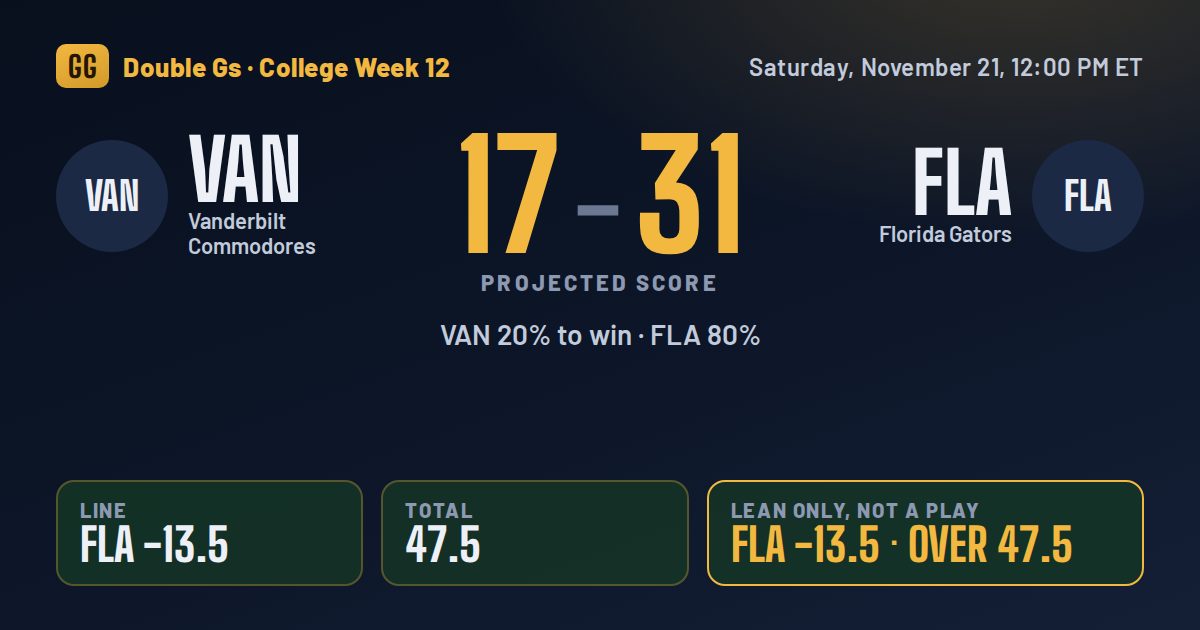 GG
Double Gs · College Week 12
Saturday, November 21, 12:00 PM ET
VAN
VAN
Vanderbilt
Commodores
17 – 31
PROJECTED SCORE
VAN 20% to win · FLA 80%
FLA
Florida Gators
FLA
LINE
FLA −13.5
TOTAL
47.5
LEAN ONLY, NOT A PLAY
FLA −13.5 · OVER 47.5